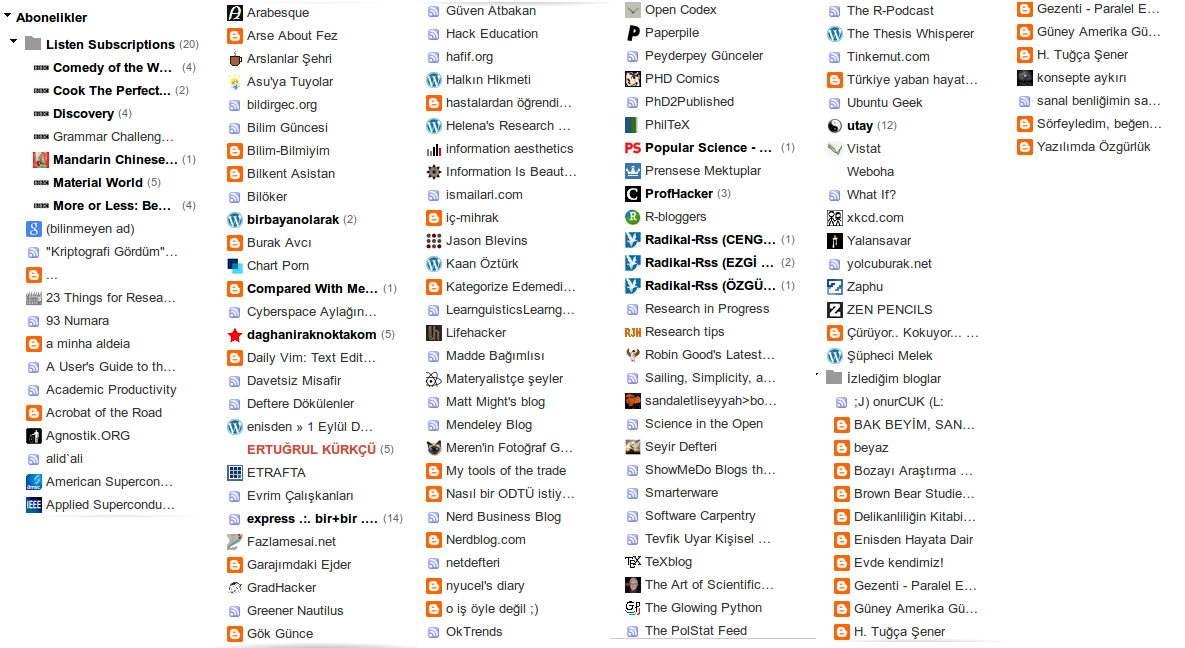 Abonelikler
Listen Subscriptions (20)
Comedy of the W... (4)
Cook The Perfect... (2)
Discovery (4)
Grammar Challeng...
Mandarin Chinese... (1)
Material World (5)
More or Less: Be... (4)
(bilinmeyen ad)
"Kriptografi Gördüm"...
...
23 Things for Resea...
93 Numara
a minha aldeia
A User's Guide to th...
Academic Productivity
Acrobat of the Road
Agnostik.ORG
alid`ali
American Supercon...
Applied Supercondu...
Arabesque
Arse About Fez
Arslanlar Şehri
Asu'ya Tuyolar
bildirgec.org
Bilim Güncesi
Bilim-Bilmiyim
Bilkent Asistan
Bilöker
birbayanolarak (2)
Burak Avcı
Chart Porn
Compared With Me... (1)
Cyberspace Aylağın...
daghaniraknoktakom (5)
Daily Vim: Text Edit...
Davetsiz Misafir
Deftere Dökülenler
enisden » 1 Eylül D...
ERTUĞRUL KÜRKÇÜ (5)
ETRAFTA
Evrim Çalışkanları
express .:. bir+bir .... (14)
Fazlamesai.net
Garajımdaki Ejder
GradHacker
Greener Nautilus
Gök Günce
Güven Atbakan
Hack Education
hafif.org
Halkın Hikmeti
hastalardan öğrendi...
Helena's Research ...
information aesthetics
Information Is Beaut...
ismailari.com
iç-mihrak
Jason Blevins
Kaan Öztürk
Kategorize Edemedi...
LearnguisticsLearng...
Lifehacker
Madde Bağımlısı
Materyalistçe şeyler
Matt Might's blog
Mendeley Blog
Meren'in Fotoğraf G...
My tools of the trade
Nasıl bir ODTÜ istiy...
Nerd Business Blog
Nerdblog.com
netdefteri
nyucel's diary
o iş öyle değil ;)
OkTrends
Open Codex
Paperpile
Peyderpey Günceler
PHD Comics
PhD2Published
PhilTeX
PS Popular Science - ... (1)
Prensese Mektuplar
ProfHacker (3)
R-bloggers
Radikal-Rss (CENG... (1)
Radikal-Rss (EZGİ ... (2)
Radikal-Rss (ÖZGÜ... (1)
Research in Progress
RJH Research tips
Robin Good's Latest...
Sailing, Simplicity, a...
sandaletliseyyah>bo...
Science in the Open
Seyir Defteri
ShowMeDo Blogs th...
Smarterware
Software Carpentry
Tevfik Uyar Kişisel ...
TeXblog
The Art of Scientific...
The Glowing Python
The PolStat Feed
The R-Podcast
The Thesis Whisperer
Tinkernut.com
Türkiye yaban hayat...
Ubuntu Geek
utay (12)
Vistat
Weboha
What If?
xkcd.com
Yalansavar
yolcuburak.net
Zaphu
ZEN PENCILS
Çürüyor.. Kokuyor... ...
Şüpheci Melek
İzlediğim bloglar
;J) onurCUK (L:
BAK BEYİM, SAN...
beyaz
Bozayı Araştırma ...
Brown Bear Studie...
Delikanliliğin Kitabi...
Enisden Hayata Dair
Evde kendimiz!
Gezenti - Paralel E...
Güney Amerika Gü...
H. Tuğça Şener
Gezenti - Paralel E...
Güney Amerika Gü...
H. Tuğça Şener
konsepte aykırı
sanal benliğimin sa...
Sörfeyledim, beğen...
Yazılımda Özgürlük